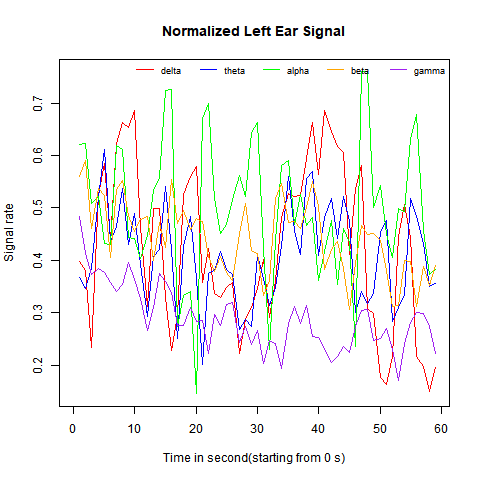 Normalized Left Ear Signal
delta theta alpha beta gamma
0.7
0.6
0.5
0.4
0.3
0.2
Signal rate
0 10 20 30 40 50 60
Time in second(starting from 0 s)